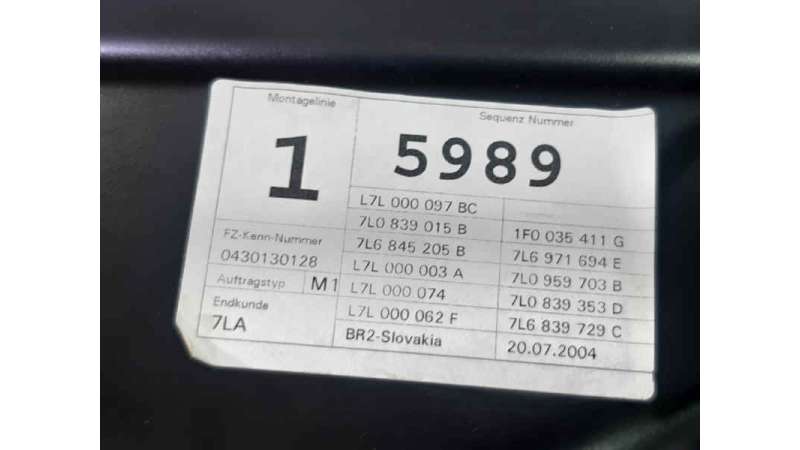 Montagelinie
1
Sequenz Nummer
5989
FZ-Kenn-Nummer
0430130128
Auftragstyp M1
Endkunde
7LA
L7L 000 097 BC
7L0 839 015 B
7L6 845 205 B
L7L 000 003 A
L7L 000 074
L7L 000 062 F
BR2-Slovakia
1F0 035 411 G
7L6 971 694 E
7L0 959 703 B
7L0 839 353 D
7L6 839 729 C
20.07.2004